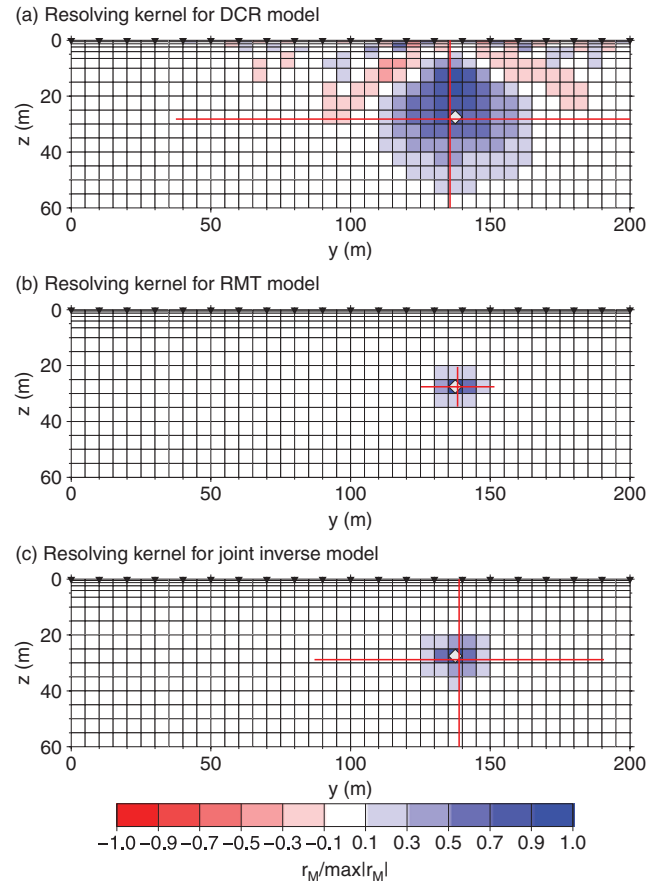 (a) Resolving kernel for DCR model
0
20
40
60
z (m)
0 50 100 150 200
y (m)
(b) Resolving kernel for RMT model
0
20
40
60
z (m)
0 50 100 150 200
y (m)
(c) Resolving kernel for joint inverse model
0
20
40
60
z (m)
0 50 100 150 200
y (m)
−1.0 −0.9 −0.7 −0.5 −0.3 −0.1 0.1 0.3 0.5 0.7 0.9 1.0
r_M/max|r_M|